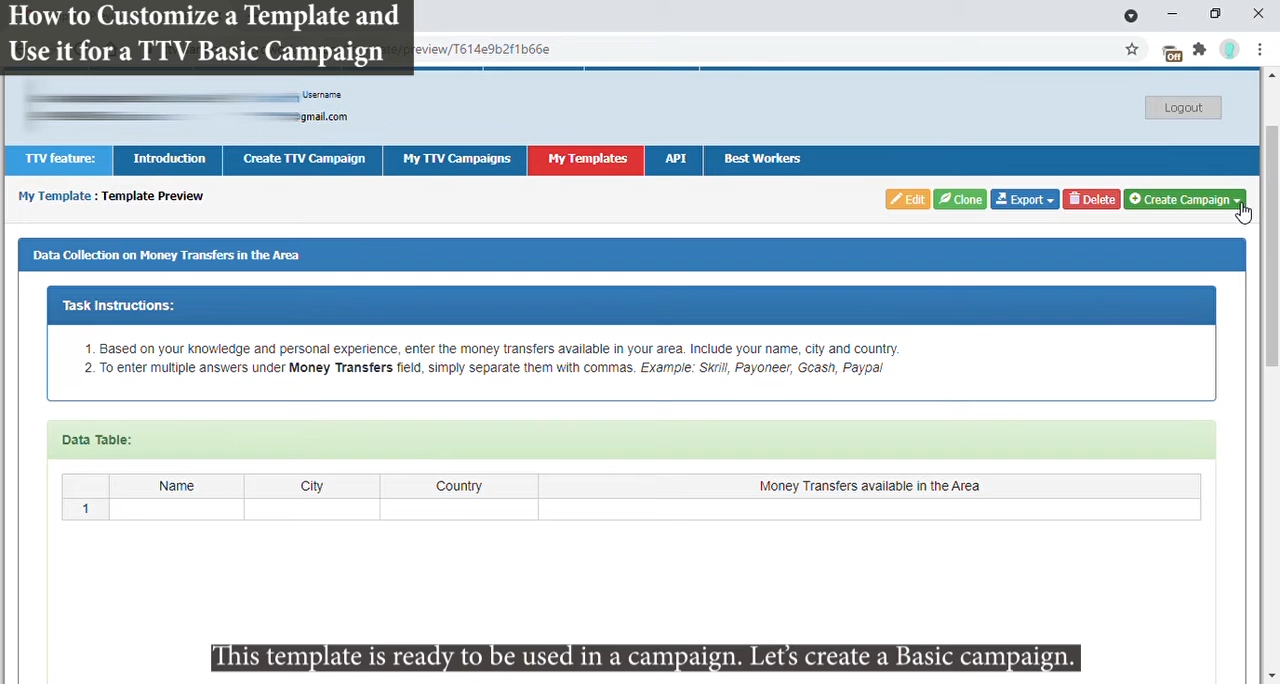 How to Customize a Template and
Use it for a TTV Basic Campaign
/preview/T614e9b2f1b66e
Off
Username
gmail.com
Logout
TTV feature: Introduction Create TTV Campaign My TTV Campaigns My Templates API Best Workers
My Template : Template Preview Edit Clone Export Delete Create Campaign
Data Collection on Money Transfers in the Area
Task Instructions:
1. Based on your knowledge and personal experience, enter the money transfers available in your area. Include your name, city and country.
2. To enter multiple answers under Money Transfers field, simply separate them with commas. Example: Skrill, Payoneer, Gcash, Paypal
Data Table:
Name City Country Money Transfers available in the Area
1
This template is ready to be used in a campaign. Let's create a Basic campaign.